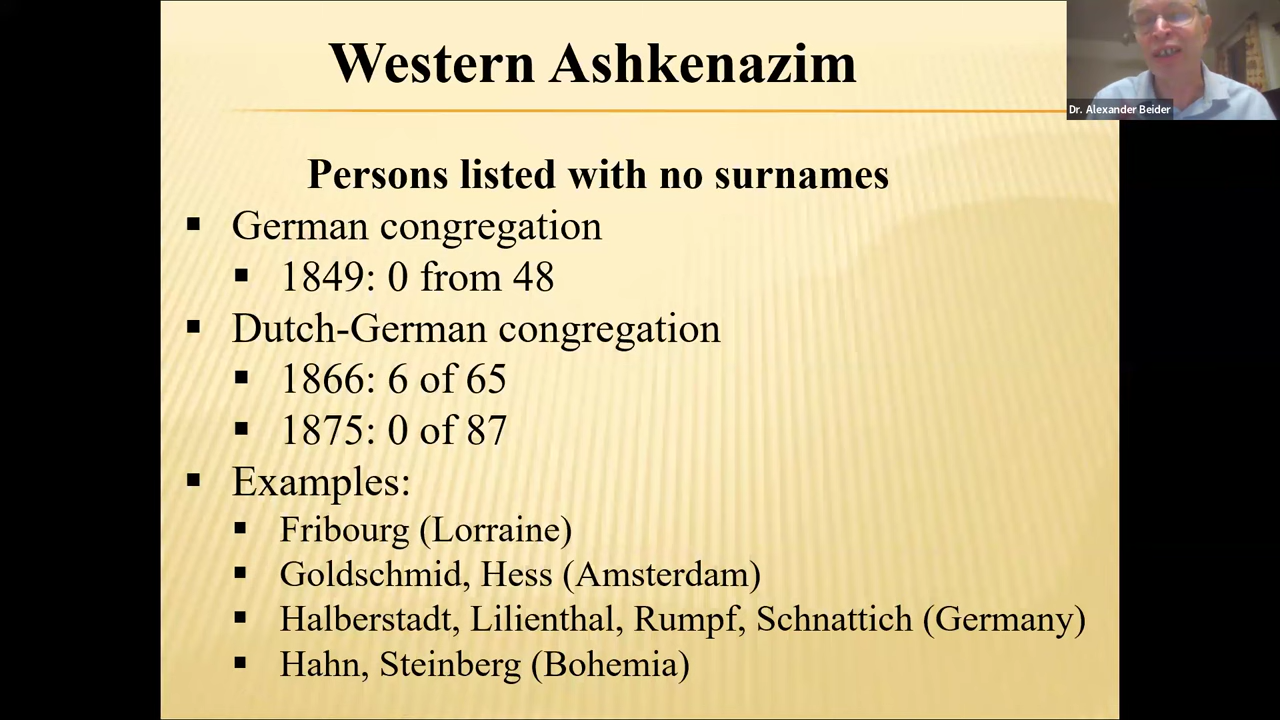 Western Ashkenazim
Dr. Alexander Beider
Persons listed with no surnames
▪ German congregation
▪ 1849: 0 from 48
▪ Dutch-German congregation
▪ 1866: 6 of 65
▪ 1875: 0 of 87
▪ Examples:
▪ Fribourg (Lorraine)
▪ Goldschmid, Hess (Amsterdam)
▪ Halberstadt, Lilienthal, Rumpf, Schnattich (Germany)
▪ Hahn, Steinberg (Bohemia)